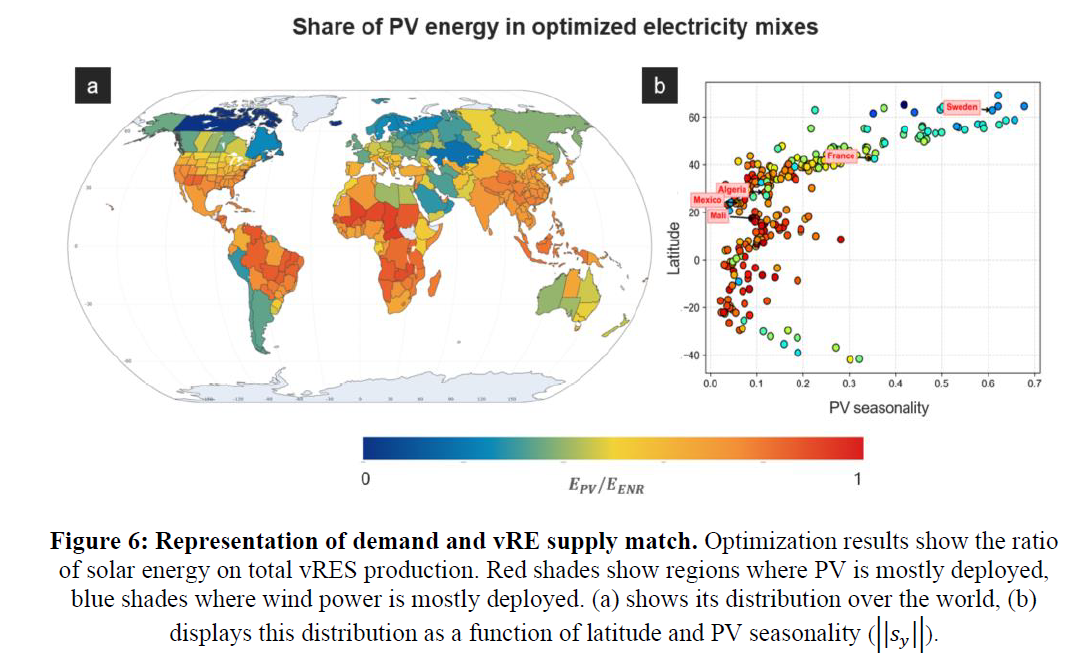 Share of PV energy in optimized electricity mixes
a
b
60
40
20
0
−20
−40
Latitude
Sweden
France
Algeria
Mexico
Mali
0.0 0.1 0.2 0.3 0.4 0.5 0.6 0.7
PV seasonality
0 1
E_PV/E_ENR
Figure 6: Representation of demand and vRE supply match. Optimization results show the ratio
of solar energy on total vRES production. Red shades show regions where PV is mostly deployed,
blue shades where wind power is mostly deployed. (a) shows its distribution over the world, (b)
displays this distribution as a function of latitude and PV seasonality (||s_y||).